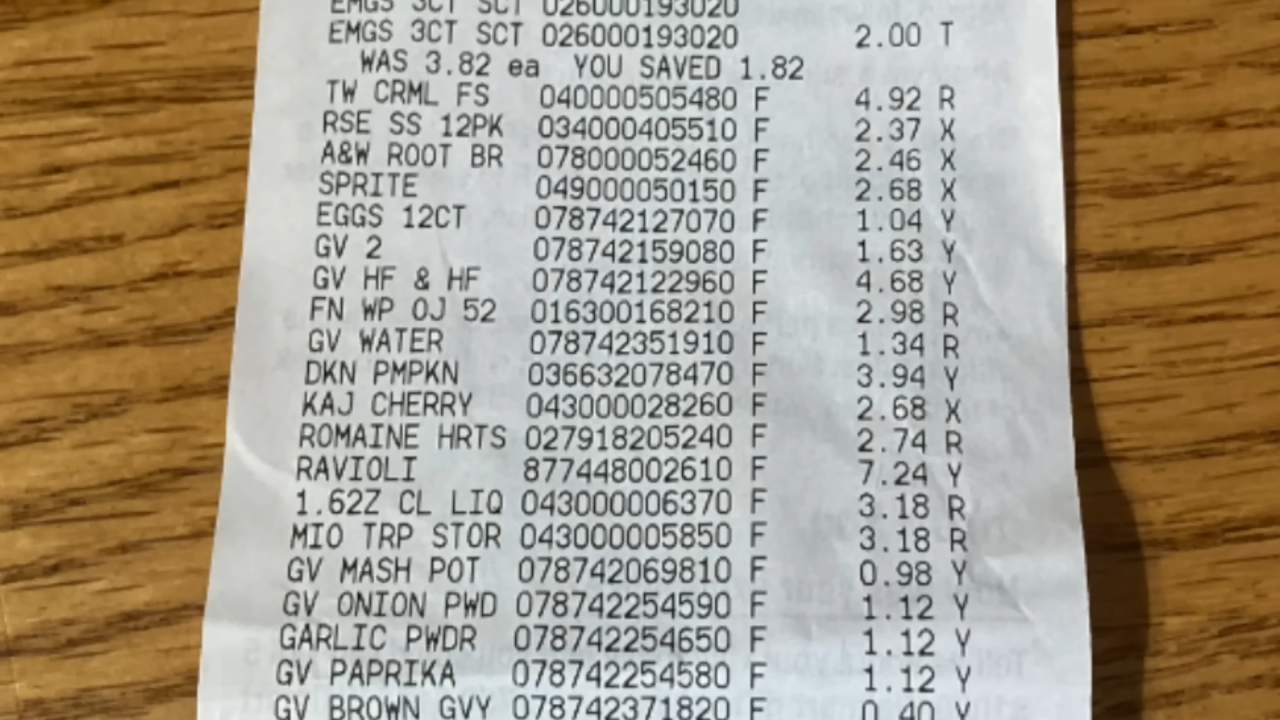 EMGS 3CT SCT 026000193020
EMGS 3CT SCT 026000193020 2.00 T
WAS 3.82 ea YOU SAVED 1.82
TW CRML FS 040000505480 F 4.92 R
RSE SS 12PK 034000405510 F 2.37 X
A&W ROOT BR 078000052460 F 2.46 X
SPRITE 049000050150 F 2.68 X
EGGS 12CT 078742127070 F 1.04 Y
GV 2 078742159080 F 1.63 Y
GV HF & HF 078742122960 F 4.68 Y
FN WP OJ 52 016300168210 F 2.98 R
GV WATER 078742351910 F 1.34 R
DKN PMPKN 036632078470 F 3.94 Y
KAJ CHERRY 043000028260 F 2.68 X
ROMAINE HRTS 027918205240 F 2.74 R
RAVIOLI 877448002610 F 7.24 Y
1.62Z CL LIQ 043000006370 F 3.18 R
MIO TRP STOR 043000005850 F 3.18 R
GV MASH POT 078742069810 F 0.98 Y
GV ONION PWD 078742254590 F 1.12 Y
GARLIC PWDR 078742254650 F 1.12 Y
GV PAPRIKA 078742254580 F 1.12 Y
GV BROWN GVY 078742371820 F 0.40 Y